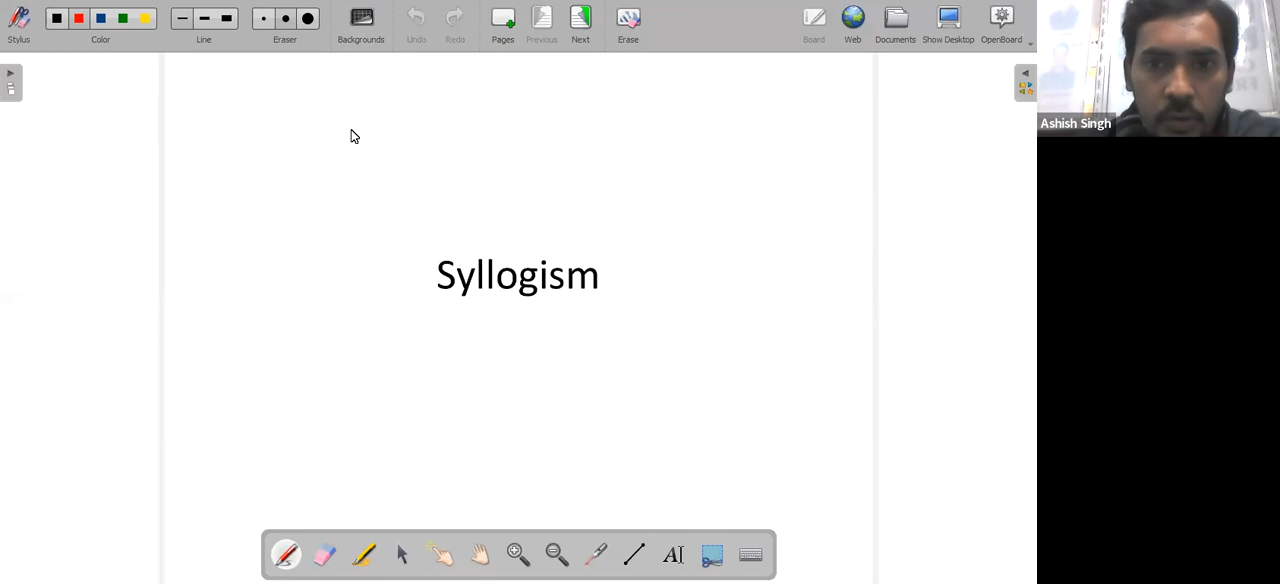 Stylus
Color
Line
Eraser
Backgrounds
Undo
Redo
Pages
Previous
Next
Erase
Board
Web
Documents
Show Desktop
OpenBoard
Ashish Singh
Syllogism
AI